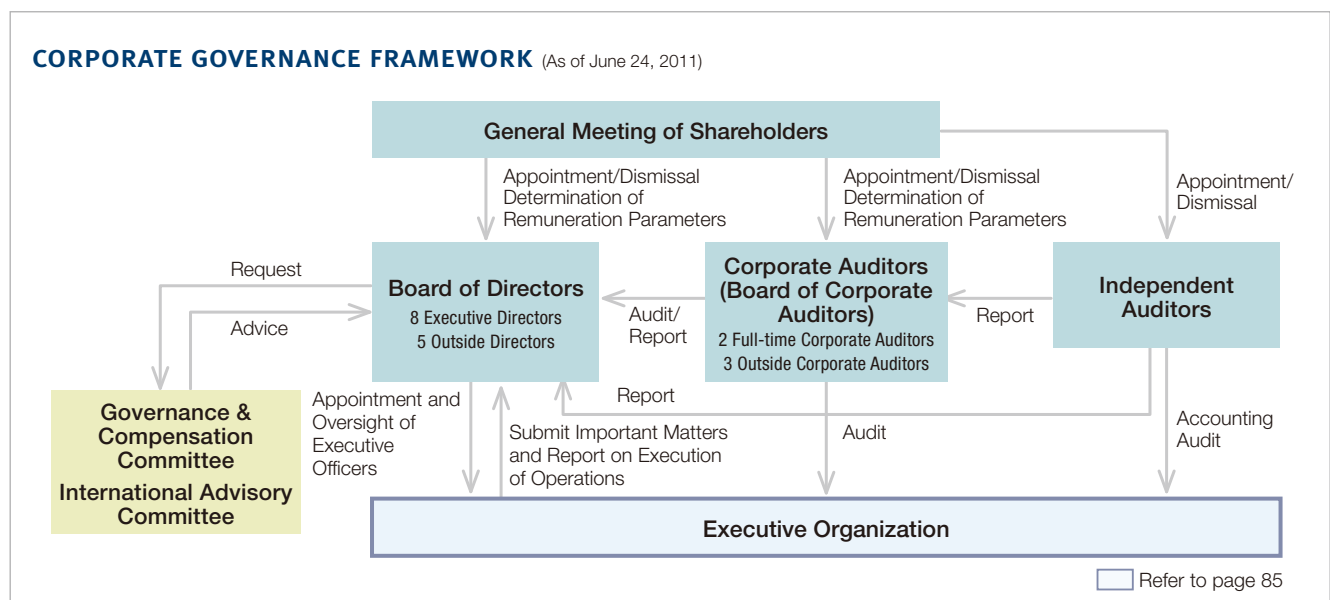 CORPORATE GOVERNANCE FRAMEWORK (As of June 24, 2011)
General Meeting of Shareholders
Appointment/Dismissal
Determination of
Remuneration Parameters
Appointment/Dismissal
Determination of
Remuneration Parameters
Appointment/
Dismissal
Request
Advice
Board of Directors
8 Executive Directors
5 Outside Directors
Audit/
Report
Corporate Auditors
(Board of Corporate
Auditors)
2 Full-time Corporate Auditors
3 Outside Corporate Auditors
Report
Independent
Auditors
Governance &
Compensation
Committee
International Advisory
Committee
Appointment and
Oversight of
Executive
Officers
Report
Submit Important Matters
and Report on Execution
of Operations
Audit
Accounting
Audit
Executive Organization
Refer to page 85